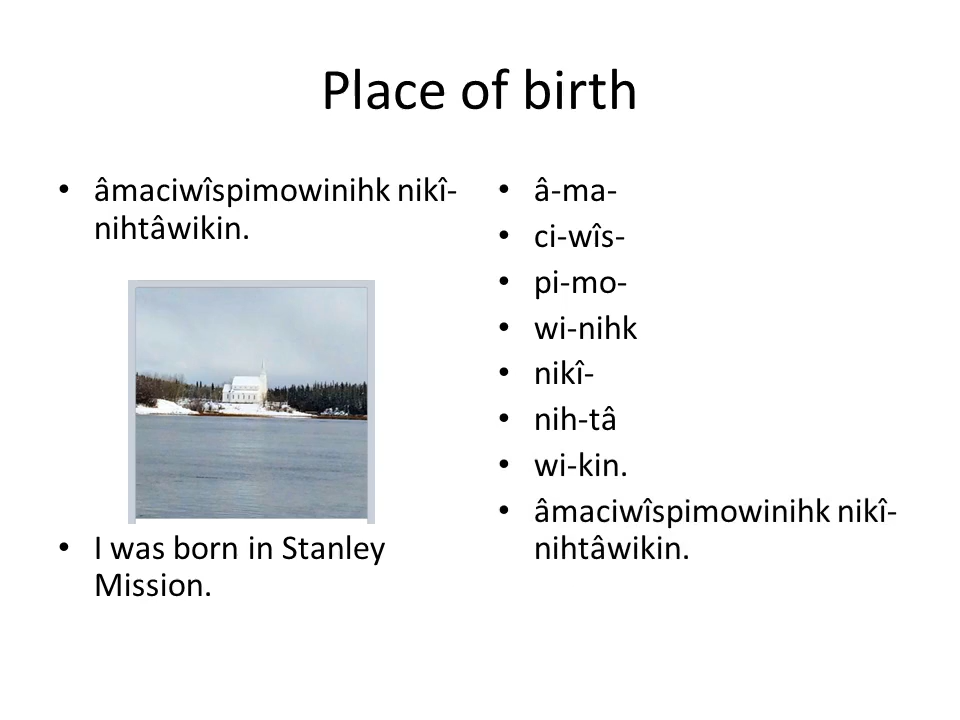 Place of birth
• âmaciwîspimowinihk nikî-
nihtâwikin.
• I was born in Stanley
Mission.
• â-ma-
• ci-wîs-
• pi-mo-
• wi-nihk
• nikî-
• nih-tâ
• wi-kin.
• âmaciwîspimowinihk nikî-
nihtâwikin.